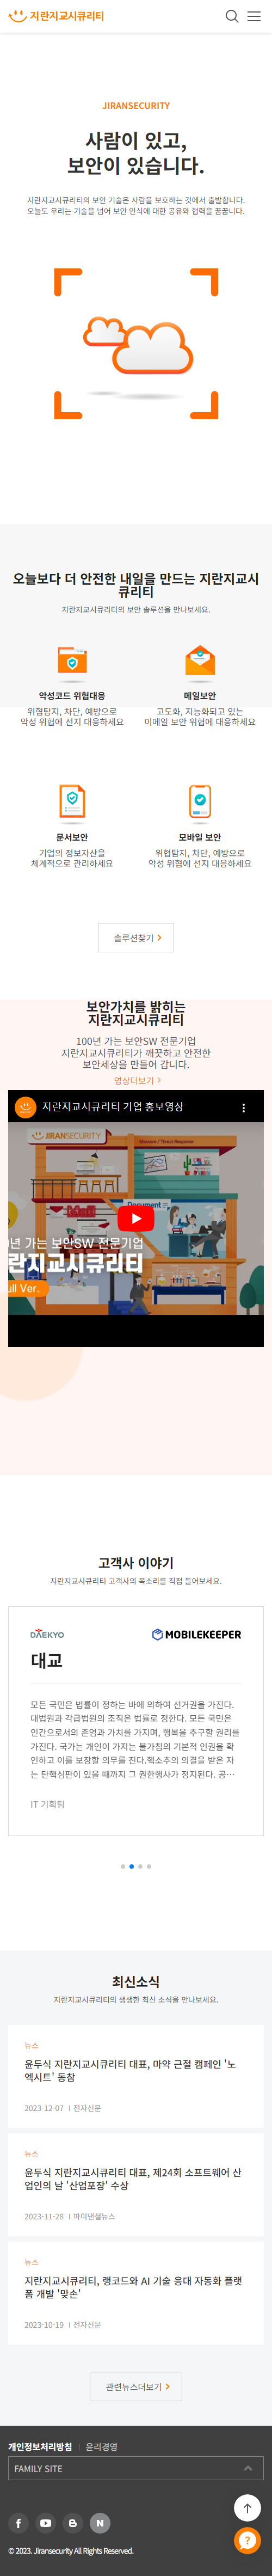 지란지교시큐리티
JIRANSECURITY
사람이 있고,
보안이 있습니다.
지란지교시큐리티의 보안 기술은 사람을 보호하는 것에서 출발합니다.
오늘도 우리는 기술을 넘어 보안 인식에 대한 공유와 협력을 꿈꿉니다.
오늘보다 더 안전한 내일을 만드는 지란지교시
큐리티
지란지교시큐리티의 보안 솔루션을 만나보세요.
악성코드 위협대응
위협탐지, 차단, 예방으로
악성 위협에 선지 대응하세요
메일보안
고도화, 지능화되고 있는
이메일 보안 위협에 대응하세요
문서보안
기업의 정보자산을
체계적으로 관리하세요
모바일 보안
위협탐지, 차단, 예방으로
악성 위협에 선지 대응하세요
솔루션찾기
보안가치를 밝히는
지란지교시큐리티
100년 가는 보안SW 전문기업
지란지교시큐리티가 깨끗하고 안전한
보안세상을 만들어 갑니다.
영상더보기
지란지교시큐리티 기업 홍보영상
JIRANSECURITY
Malware / Threat Response
Mail
Document
년 가는 보안SW 전문기업
란지교시큐리티
ull Ver.
고객사 이야기
지란지교시큐리티 고객사의 목소리를 직접 들어보세요.
DAEKYO
MOBILEKEEPER
대교
모든 국민은 법률이 정하는 바에 의하여 선거권을 가진다.
대법원과 각급법원의 조직은 법률로 정한다. 모든 국민은
인간으로서의 존엄과 가치를 가지며, 행복을 추구할 권리를
가진다. 국가는 개인이 가지는 불가침의 기본적 인권을 확
인하고 이를 보장할 의무를 진다.핵소추의 의결을 받은 자
는 탄핵심판이 있을 때까지 그 권한행사가 정지된다. 공…
IT 기획팀
최신소식
지란지교시큐리티의 생생한 최신 소식을 만나보세요.
뉴스
윤두식 지란지교시큐리티 대표, 마약 근절 캠페인 '노
엑시트' 동참
2023-12-07 | 전자신문
뉴스
윤두식 지란지교시큐리티 대표, 제24회 소프트웨어 산
업인의 날 '산업포장' 수상
2023-11-28 | 파이낸셜뉴스
뉴스
지란지교시큐리티, 랭코드와 AI 기술 응대 자동화 플랫
폼 개발 '맞손'
2023-10-19 | 전자신문
관련뉴스더보기
개인정보처리방침 | 윤리경영
FAMILY SITE
© 2023. Jiransecurity All Rights Reserved.